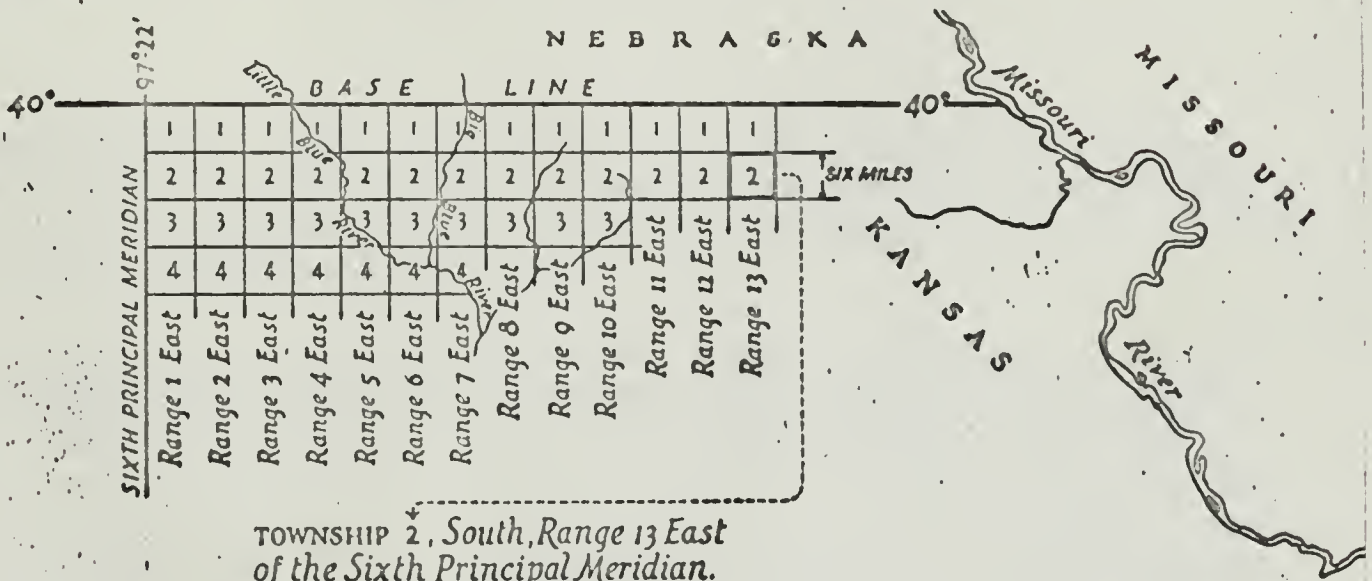 NEBRASKA
97°22'
BASE LINE
40°
40°
Little
Blue
River
Big
Blue
River
Missouri
River
MISSOURI
KANSAS
SIX MILES
SIXTH PRINCIPAL MERIDIAN
1 1 1 1 1 1 1 1 1 1 1 1 1
2 2 2 2 2 2 2 2 2 2 2 2 2
3 3 3 3 3 3 3 3 3 3
4 4 4 4 4 4 4
Range 1 East
Range 2 East
Range 3 East
Range 4 East
Range 5 East
Range 6 East
Range 7 East
Range 8 East
Range 9 East
Range 10 East
Range 11 East
Range 12 East
Range 13 East
TOWNSHIP 2, South, Range 13 East
of the Sixth Principal Meridian.